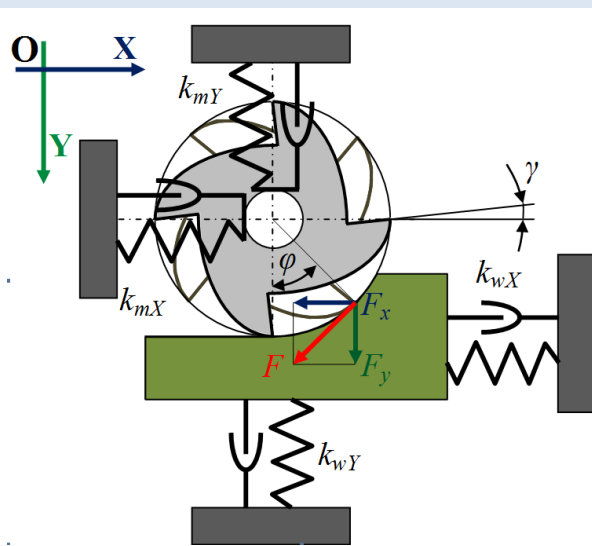 O X
k_mY
Y
γ
φ
k_wX
k_mX
F_x
F F_y
k_wY